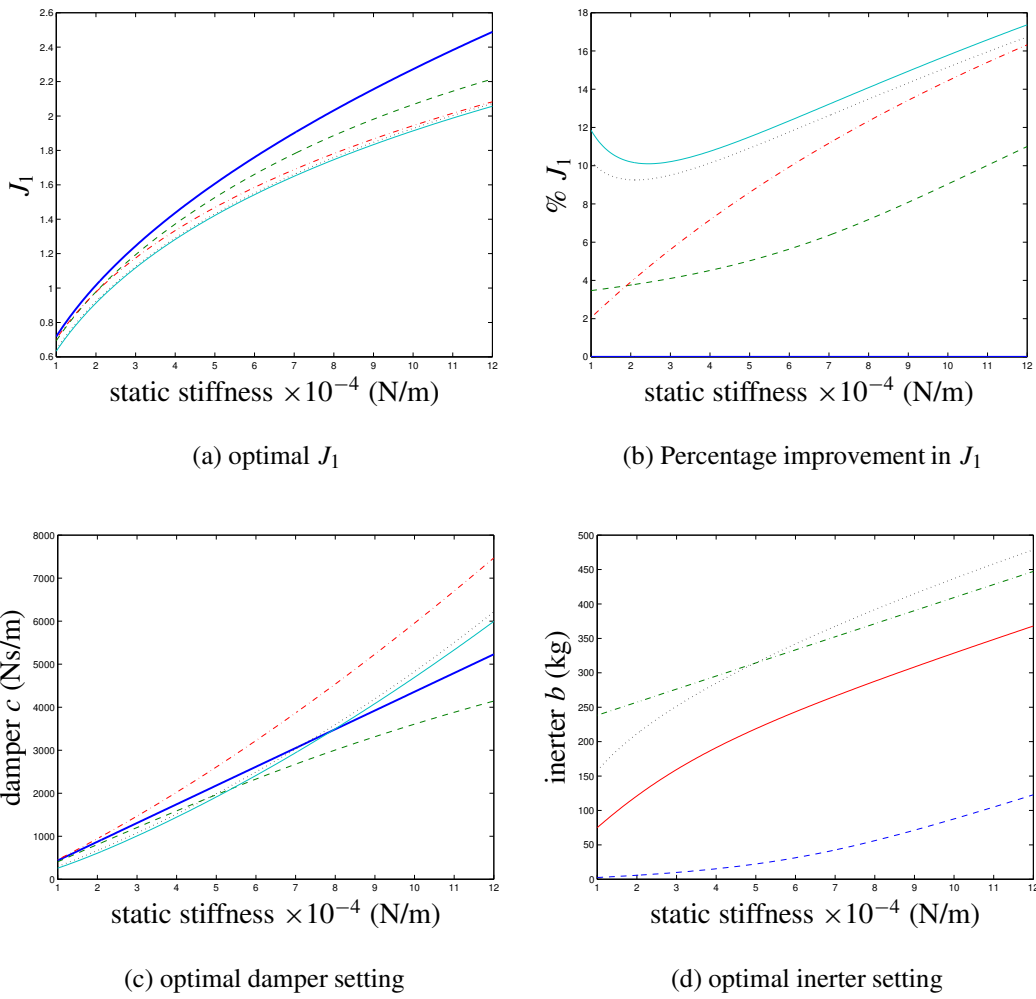 2.6
2.4
2.2
2
1.8
1.6
1.4
1.2
1
0.8
0.6
J₁
1 2 3 4 5 6 7 8 9 10 11 12
static stiffness ×10⁻⁴ (N/m)
(a) optimal J₁
18
16
14
12
10
8
6
4
2
0
% J₁
1 2 3 4 5 6 7 8 9 10 11 12
static stiffness ×10⁻⁴ (N/m)
(b) Percentage improvement in J₁
8000
7000
6000
5000
4000
3000
2000
1000
0
damper c (Ns/m)
1 2 3 4 5 6 7 8 9 10 11 12
static stiffness ×10⁻⁴ (N/m)
(c) optimal damper setting
500
450
400
350
300
250
200
150
100
50
0
inerter b (kg)
1 2 3 4 5 6 7 8 9 10 11 12
static stiffness ×10⁻⁴ (N/m)
(d) optimal inerter setting